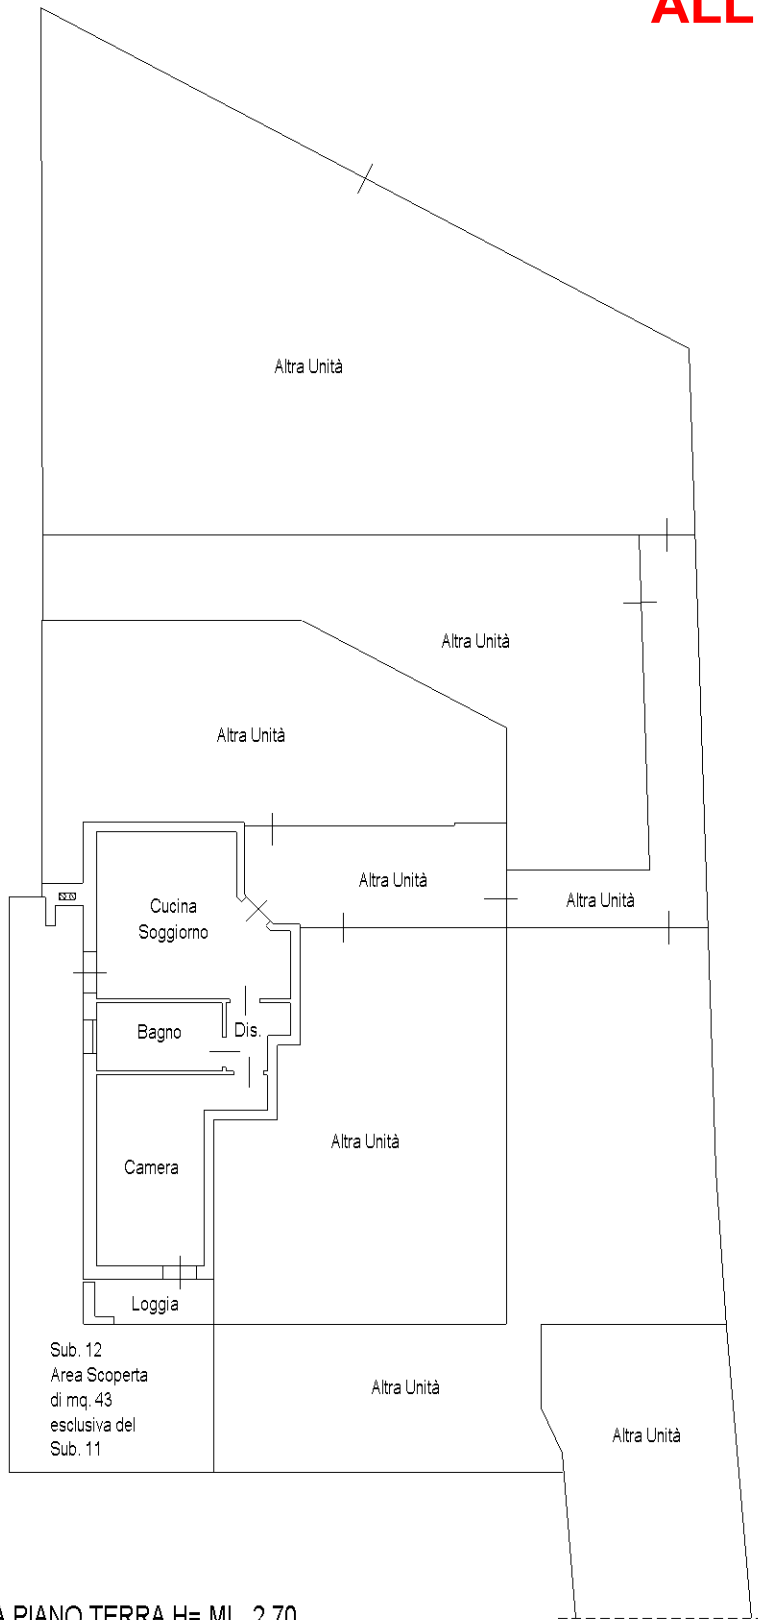 ALL
Altra Unità
Altra Unità
Altra Unità
Altra Unità
Altra Unità
Cucina
Soggiorno
Bagno
Dis.
Altra Unità
Camera
Loggia
Sub. 12
Area Scoperta
di mq. 43
esclusiva del
Sub. 11
Altra Unità
Altra Unità
A PIANO TERRA H= ML. 2.70